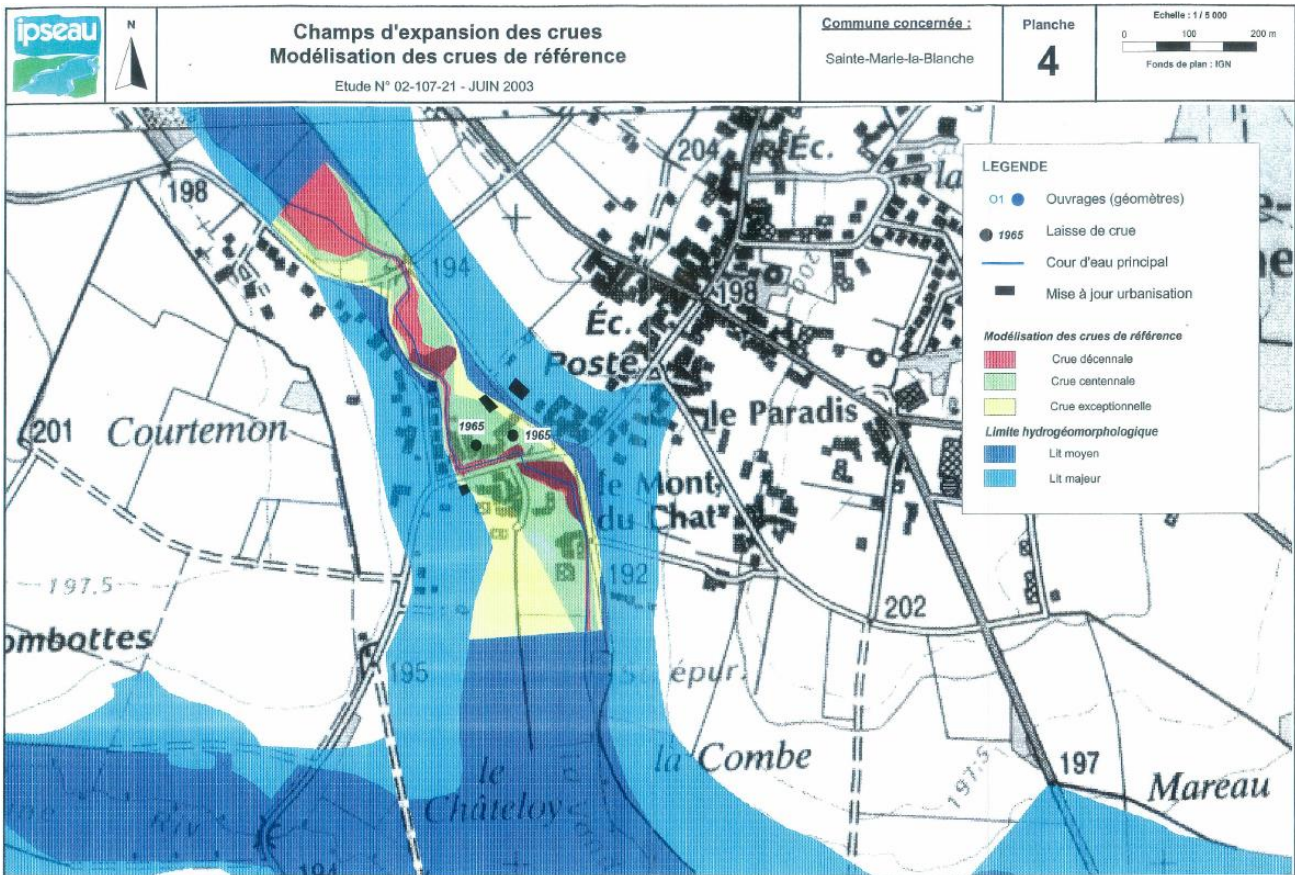 ipseau
N
Champs d'expansion des crues
Modélisation des crues de référence
Etude N° 02-107-21 - JUIN 2003
Commune concernée :
Sainte-Marie-la-Blanche
Planche
4
Echelle : 1 / 5 000
0 100 200 m
Fonds de plan : IGN
LEGENDE
O1 Ouvrages (géomètres)
1965 Laisse de crue
Cour d'eau principal
Mise à jour urbanisation
Modélisation des crues de référence
Crue décennale
Crue centennale
Crue exceptionnelle
Limite hydrogéomorphologique
Lit moyen
Lit majeur
204
Éc.
la
198
194
198
Éc.
Poste
201
Courtemon
1965
1965
le Paradis
le Mont
du Chat
197.5
192
202
ombottes
195
épur.
la Combe
197.5
197
Mareau
le
Châteloy
194